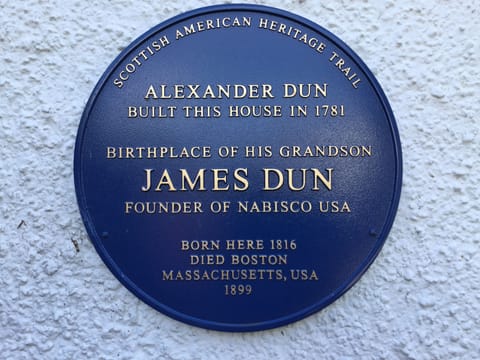 SCOTTISH AMERICAN HERITAGE TRAIL
ALEXANDER DUN
BUILT THIS HOUSE IN 1781
BIRTHPLACE OF HIS GRANDSON
JAMES DUN
FOUNDER OF NABISCO USA
BORN HERE 1816
DIED BOSTON
MASSACHUSETTS, USA
1899